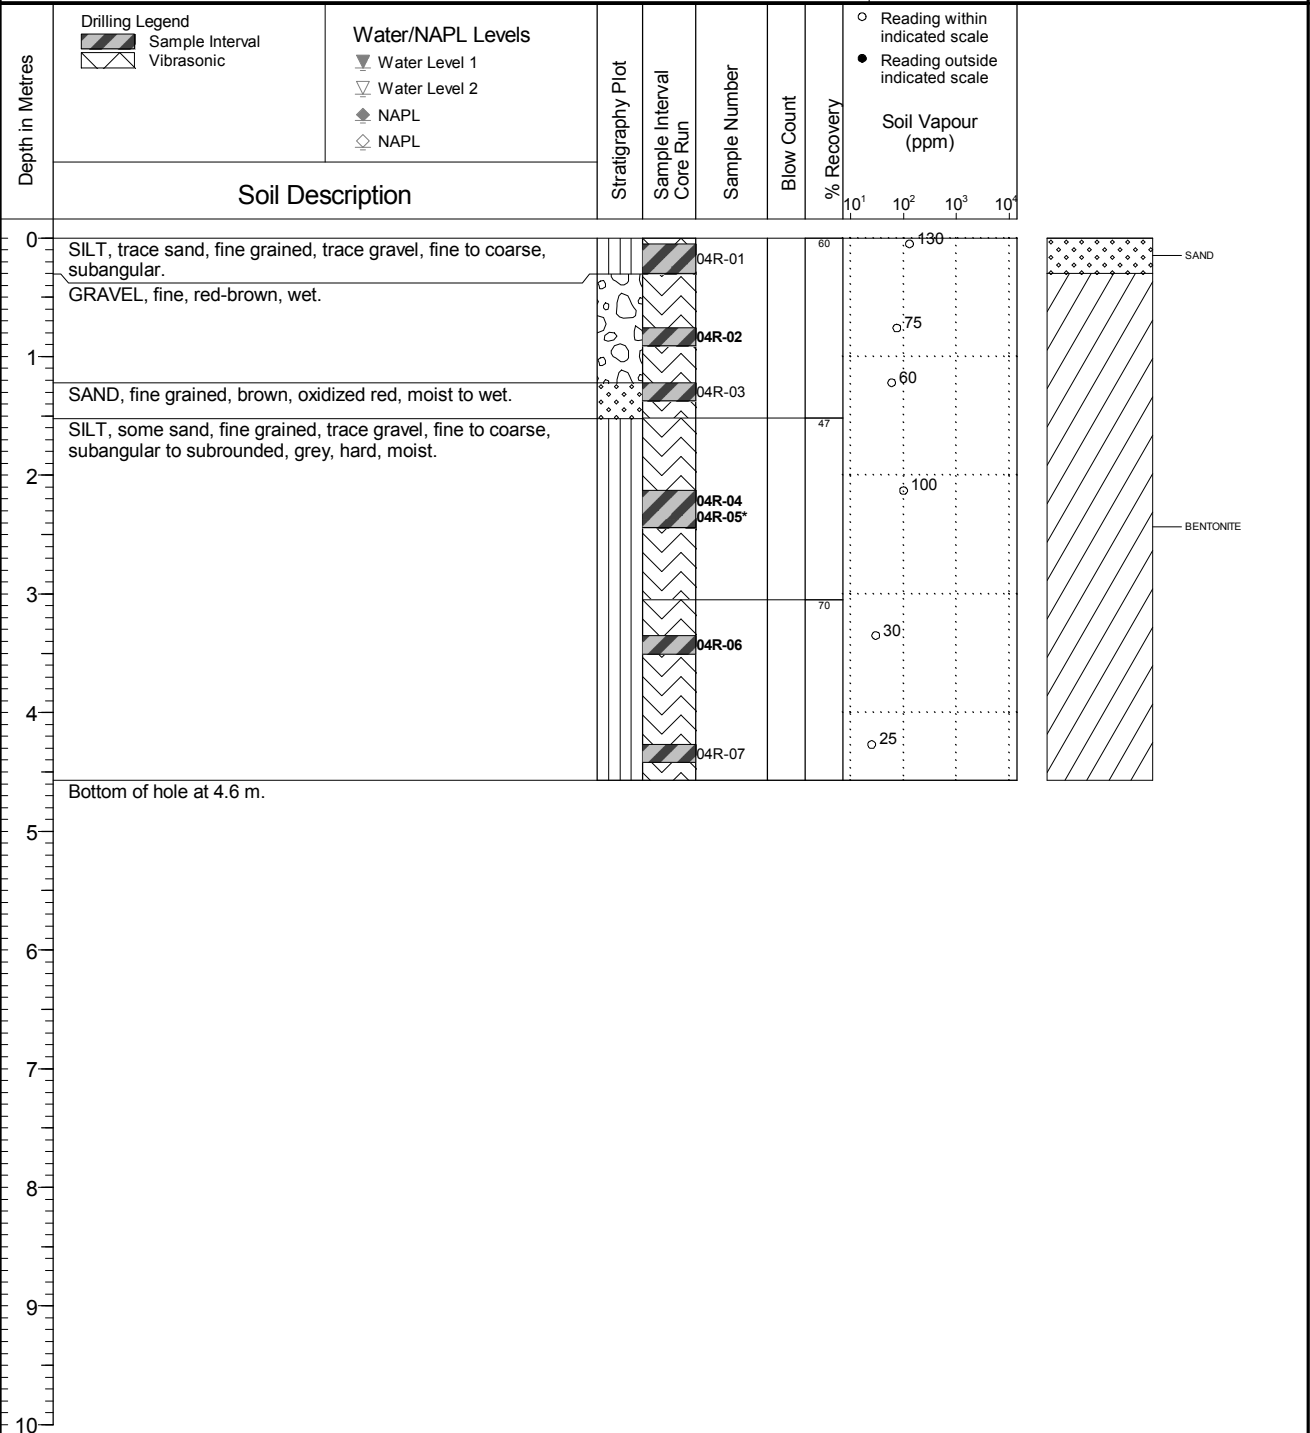 Depth in Metres
Drilling Legend
Sample Interval
Vibrasonic
Water/NAPL Levels
Water Level 1
Water Level 2
NAPL
NAPL
Soil Description
Stratigraphy Plot
Sample Interval
Core Run
Sample Number
Blow Count
% Recovery
Reading within
indicated scale
Reading outside
indicated scale
Soil Vapour
(ppm)
10¹ 10² 10³ 10⁴
0
SILT, trace sand, fine grained, trace gravel, fine to coarse,
subangular.
04R-01
60
130
SAND
GRAVEL, fine, red-brown, wet.
04R-02
75
1
SAND, fine grained, brown, oxidized red, moist to wet.
04R-03
60
SILT, some sand, fine grained, trace gravel, fine to coarse,
subangular to subrounded, grey, hard, moist.
47
2
04R-04
04R-05*
100
BENTONITE
3
70
04R-06
30
4
04R-07
25
Bottom of hole at 4.6 m.
5
6
7
8
9
10